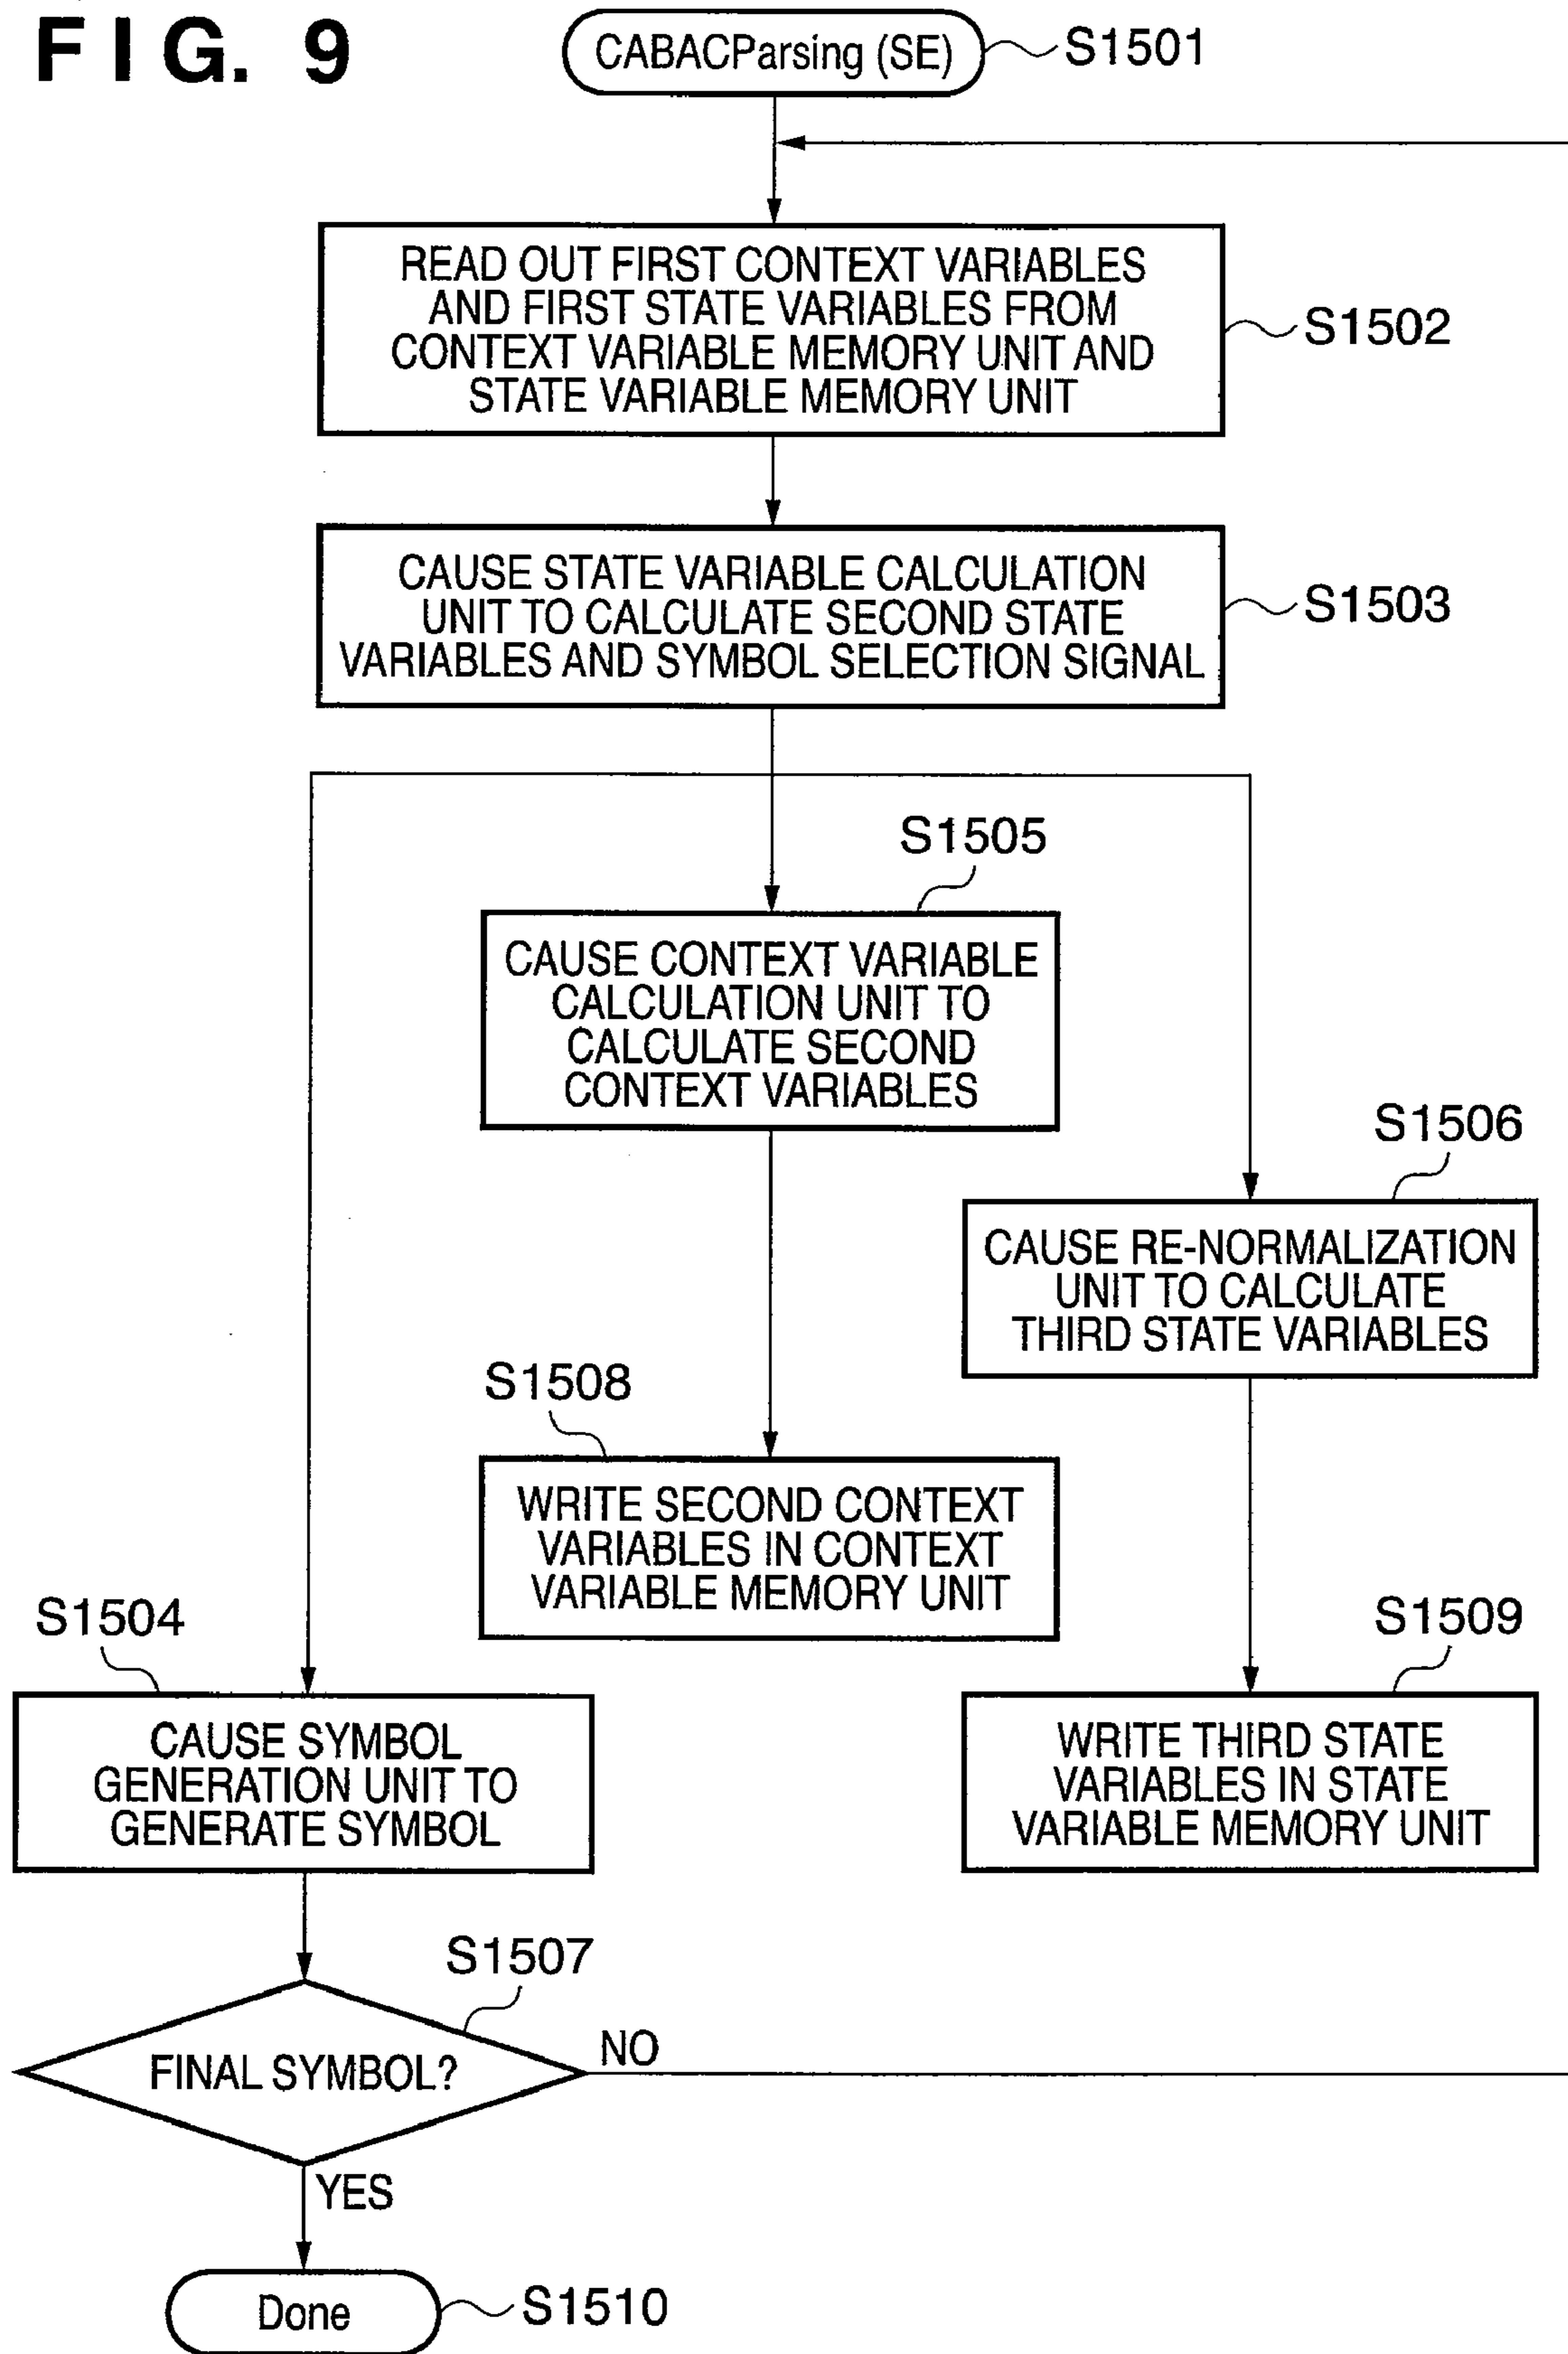 FIG. 9
CABACParsing (SE)
S1501
READ OUT FIRST CONTEXT VARIABLES
AND FIRST STATE VARIABLES FROM
CONTEXT VARIABLE MEMORY UNIT AND
STATE VARIABLE MEMORY UNIT
S1502
CAUSE STATE VARIABLE CALCULATION
UNIT TO CALCULATE SECOND STATE
VARIABLES AND SYMBOL SELECTION SIGNAL
S1503
S1505
CAUSE CONTEXT VARIABLE
CALCULATION UNIT TO
CALCULATE SECOND
CONTEXT VARIABLES
S1506
CAUSE RE-NORMALIZATION
UNIT TO CALCULATE
THIRD STATE VARIABLES
S1508
WRITE SECOND CONTEXT
VARIABLES IN CONTEXT
VARIABLE MEMORY UNIT
S1504
CAUSE SYMBOL
GENERATION UNIT TO
GENERATE SYMBOL
S1509
WRITE THIRD STATE
VARIABLES IN STATE
VARIABLE MEMORY UNIT
S1507
FINAL SYMBOL?
NO
YES
Done
S1510